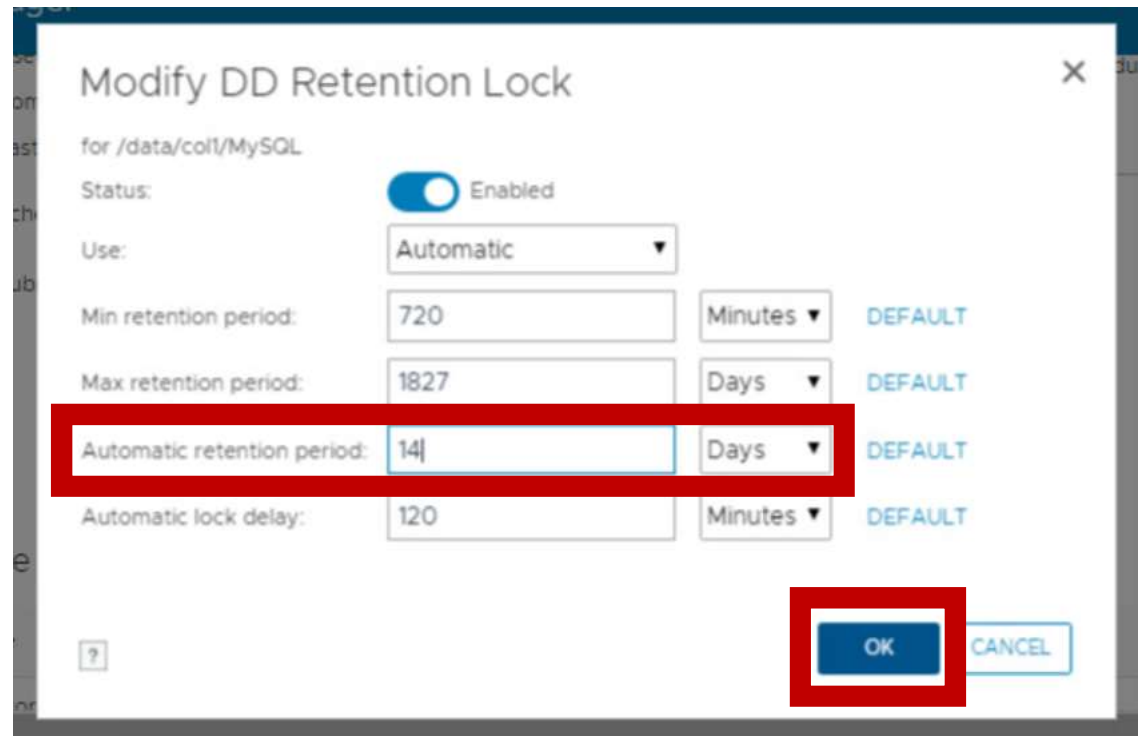 Modify DD Retention Lock
for /data/col1/MySQL
Status: Enabled
Use: Automatic
Min retention period: 720 Minutes DEFAULT
Max retention period: 1827 Days DEFAULT
Automatic retention period: 14 Days DEFAULT
Automatic lock delay: 120 Minutes DEFAULT
? OK CANCEL